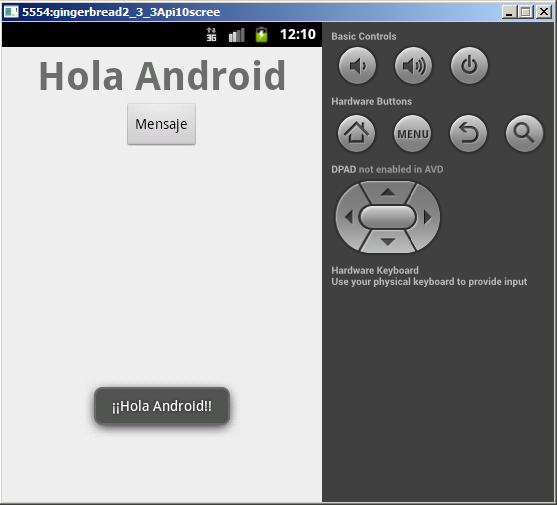 5554:gingerbread2_3_3Api10scree
3G
12:10
Hola Android
Mensaje
¡¡Hola Android!!
Basic Controls
Hardware Buttons
MENU
DPAD not enabled in AVD
Hardware Keyboard
Use your physical keyboard to provide input